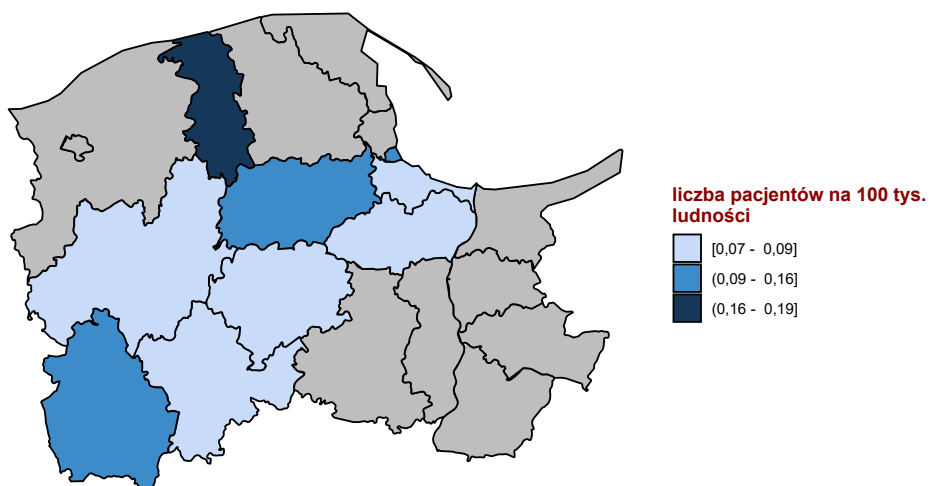 liczba pacjentów na 100 tys.
ludności
[0,07 - 0,09]
(0,09 - 0,16]
(0,16 - 0,19]